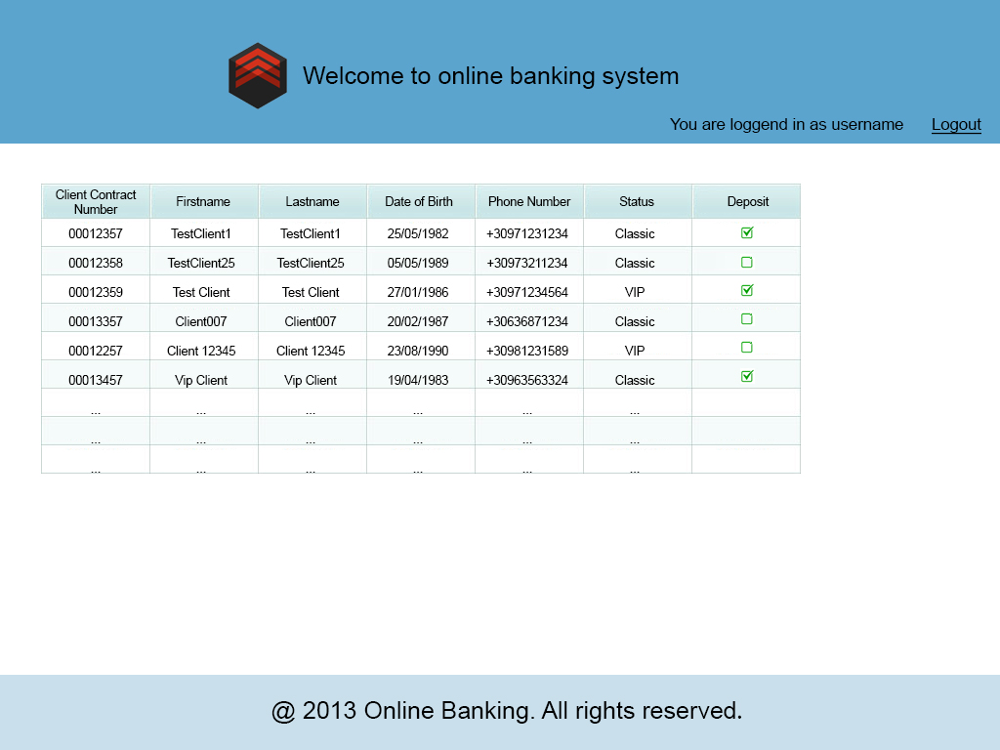 Welcome to online banking system
You are loggend in as username Logout
Client Contract Number Firstname Lastname Date of Birth Phone Number Status Deposit
00012357 TestClient1 TestClient1 25/05/1982 +30971231234 Classic
00012358 TestClient25 TestClient25 05/05/1989 +30973211234 Classic
00012359 Test Client Test Client 27/01/1986 +30971234564 VIP
00013357 Client007 Client007 20/02/1987 +30636871234 Classic
00012257 Client 12345 Client 12345 23/08/1990 +30981231589 VIP
00013457 Vip Client Vip Client 19/04/1983 +30963563324 Classic
... ... ... ... ... ...
... ... ... ... ... ...
... ... ... ... ... ...
@ 2013 Online Banking. All rights reserved.